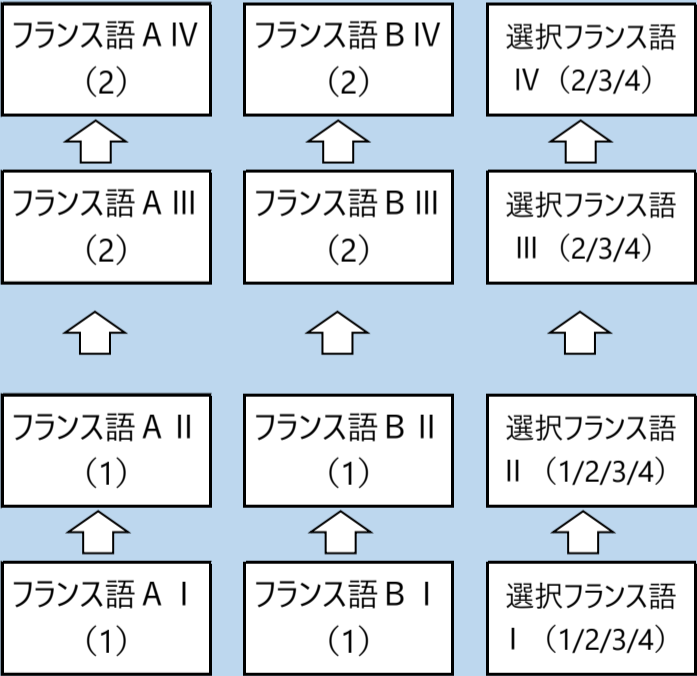 フランス語 A IV
（2）
フランス語 B IV
（2）
選択フランス語
IV （2/3/4）
フランス語 A III
（2）
フランス語 B III
（2）
選択フランス語
III （2/3/4）
フランス語 A II
（1）
フランス語 B II
（1）
選択フランス語
II （1/2/3/4）
フランス語 A I
（1）
フランス語 B I
（1）
選択フランス語
I （1/2/3/4）